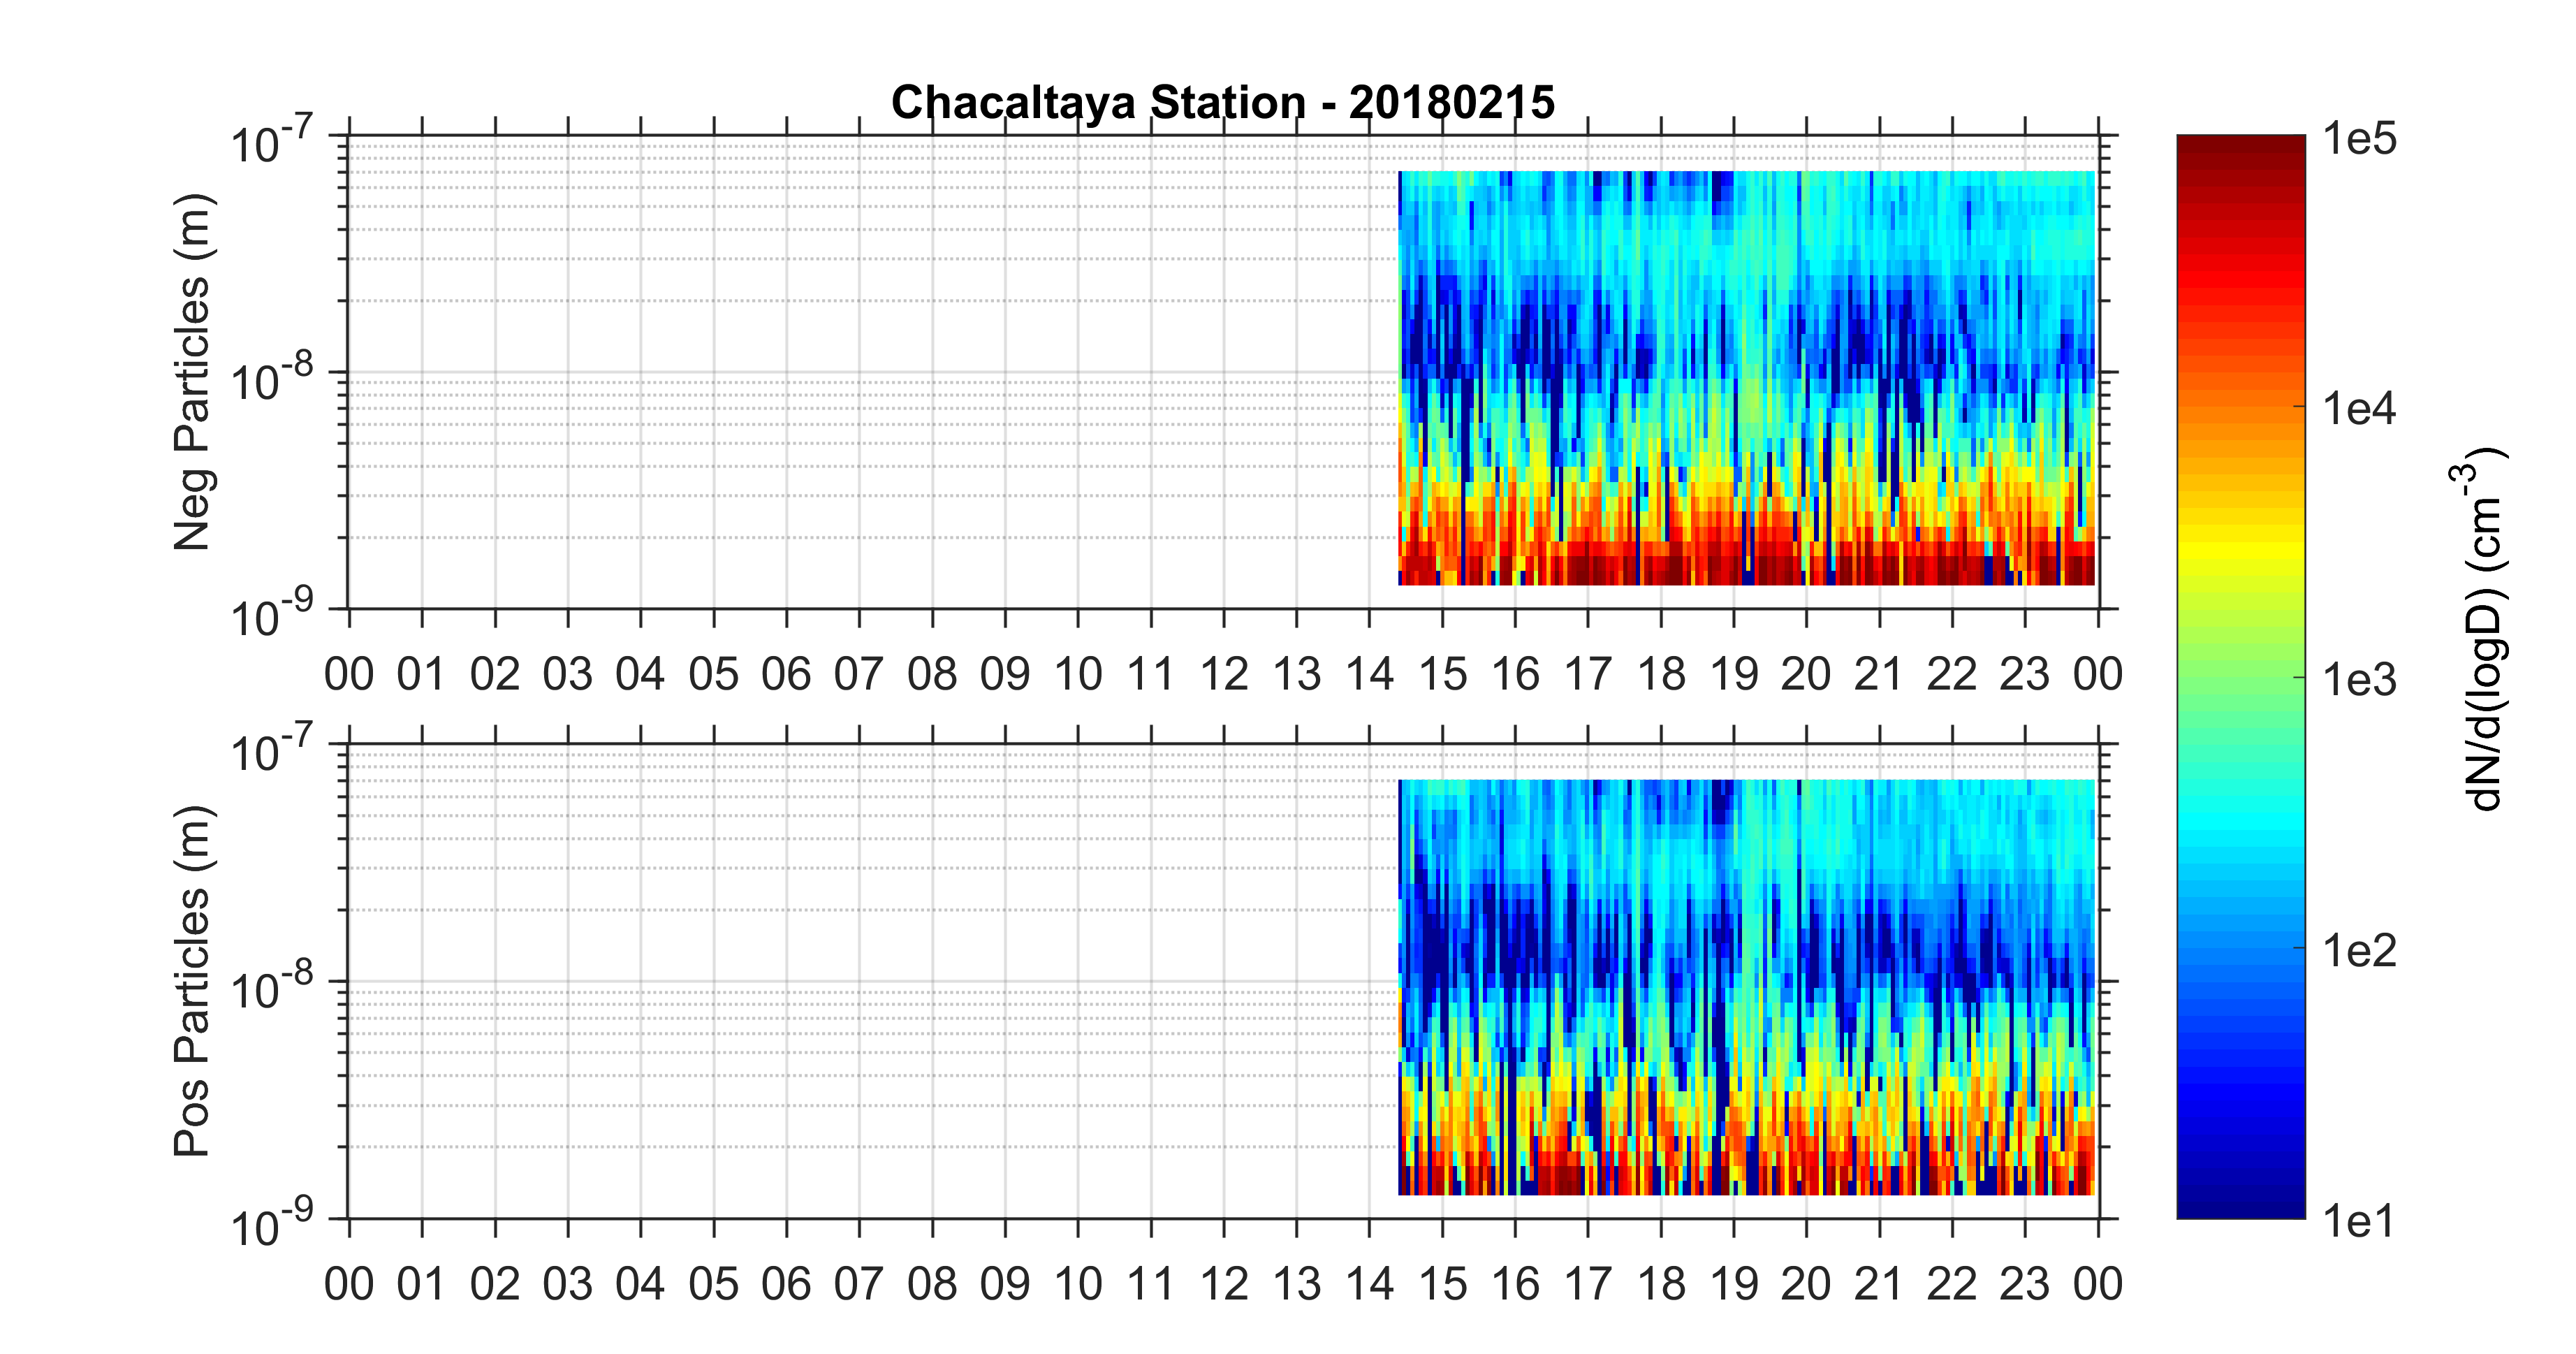 Chacaltaya Station - 20180215
Neg Particles (m)
10-7
10-8
10-9
00 01 02 03 04 05 06 07 08 09 10 11 12 13 14 15 16 17 18 19 20 21 22 23 00
Pos Particles (m)
10-7
10-8
10-9
00 01 02 03 04 05 06 07 08 09 10 11 12 13 14 15 16 17 18 19 20 21 22 23 00
1e5
1e4
1e3
1e2
1e1
dN/d(logD) (cm-3)